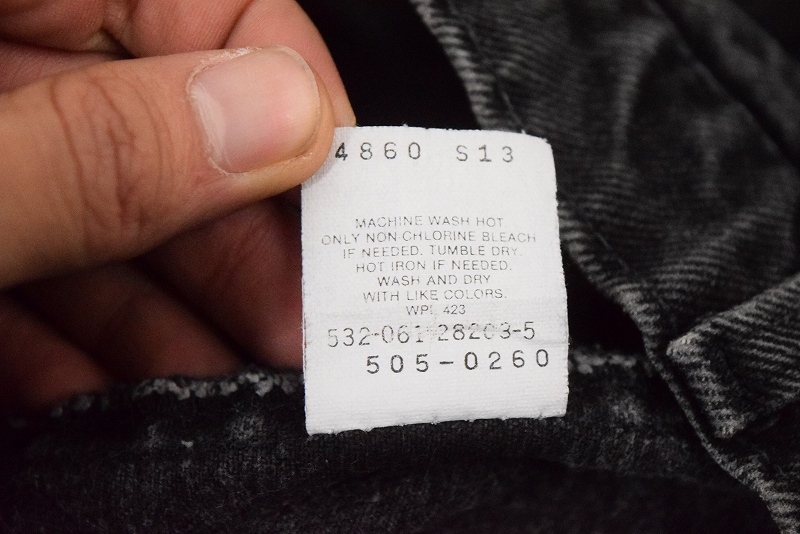 4860 S13
MACHINE WASH HOT
ONLY NON-CHLORINE BLEACH
IF NEEDED. TUMBLE DRY.
HOT IRON IF NEEDED.
WASH AND DRY
WITH LIKE COLORS.
WPL 423
532-061-28203-5
505-0260